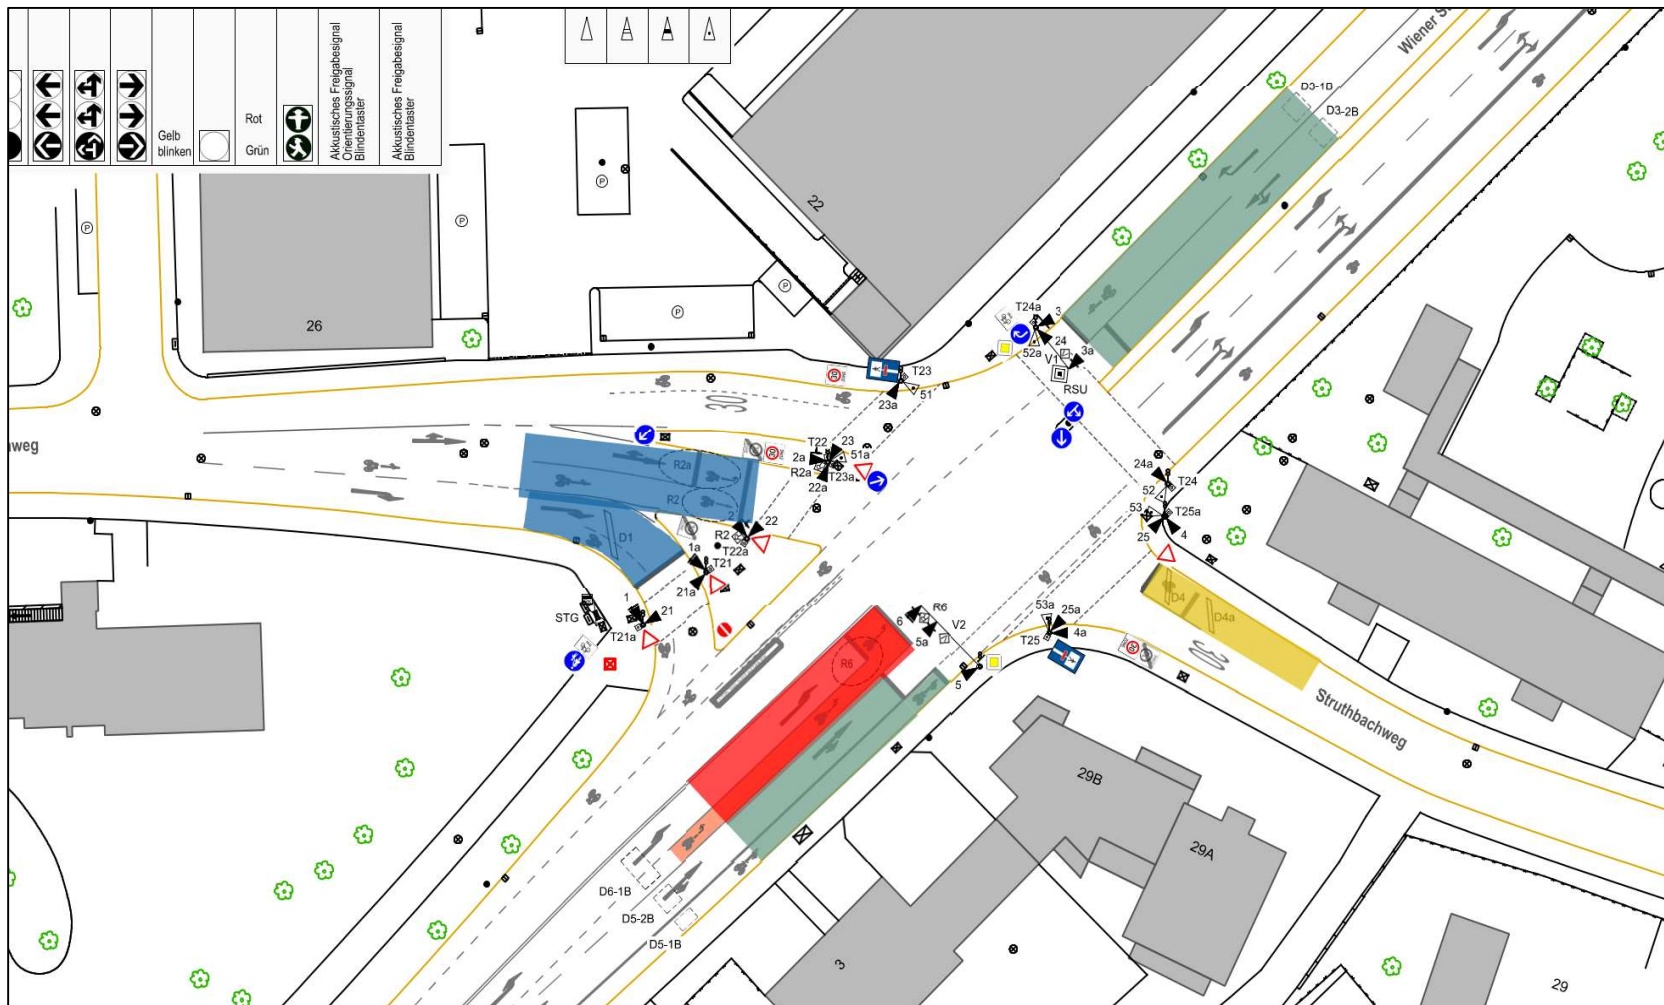 Gelb
blinken
Rot
Grün
Akkustisches Freigabesignal
Orientierungssignal
Blindentaster
Akkustisches Freigabesignal
Blindentaster
P
P
P
P
P
26
22
Wiener
D3-1B
D3-2B
T24a
3
24
52a
V1
3a
RSU
T23
51
23a
30
T22
23
2a
51a
R2a
T23a
22a
R2a
R2
2
22
R2
T22a
D1
1a
T21
21a
1
21
STG
T21a
24a
T24
52
53
T25a
25
4
D4
D4a
30
53a
25a
4a
T25
R6
6
V2
5a
5
R6
Struthbachweg
29B
29A
29
3
D6-1B
D5-2B
D5-1B